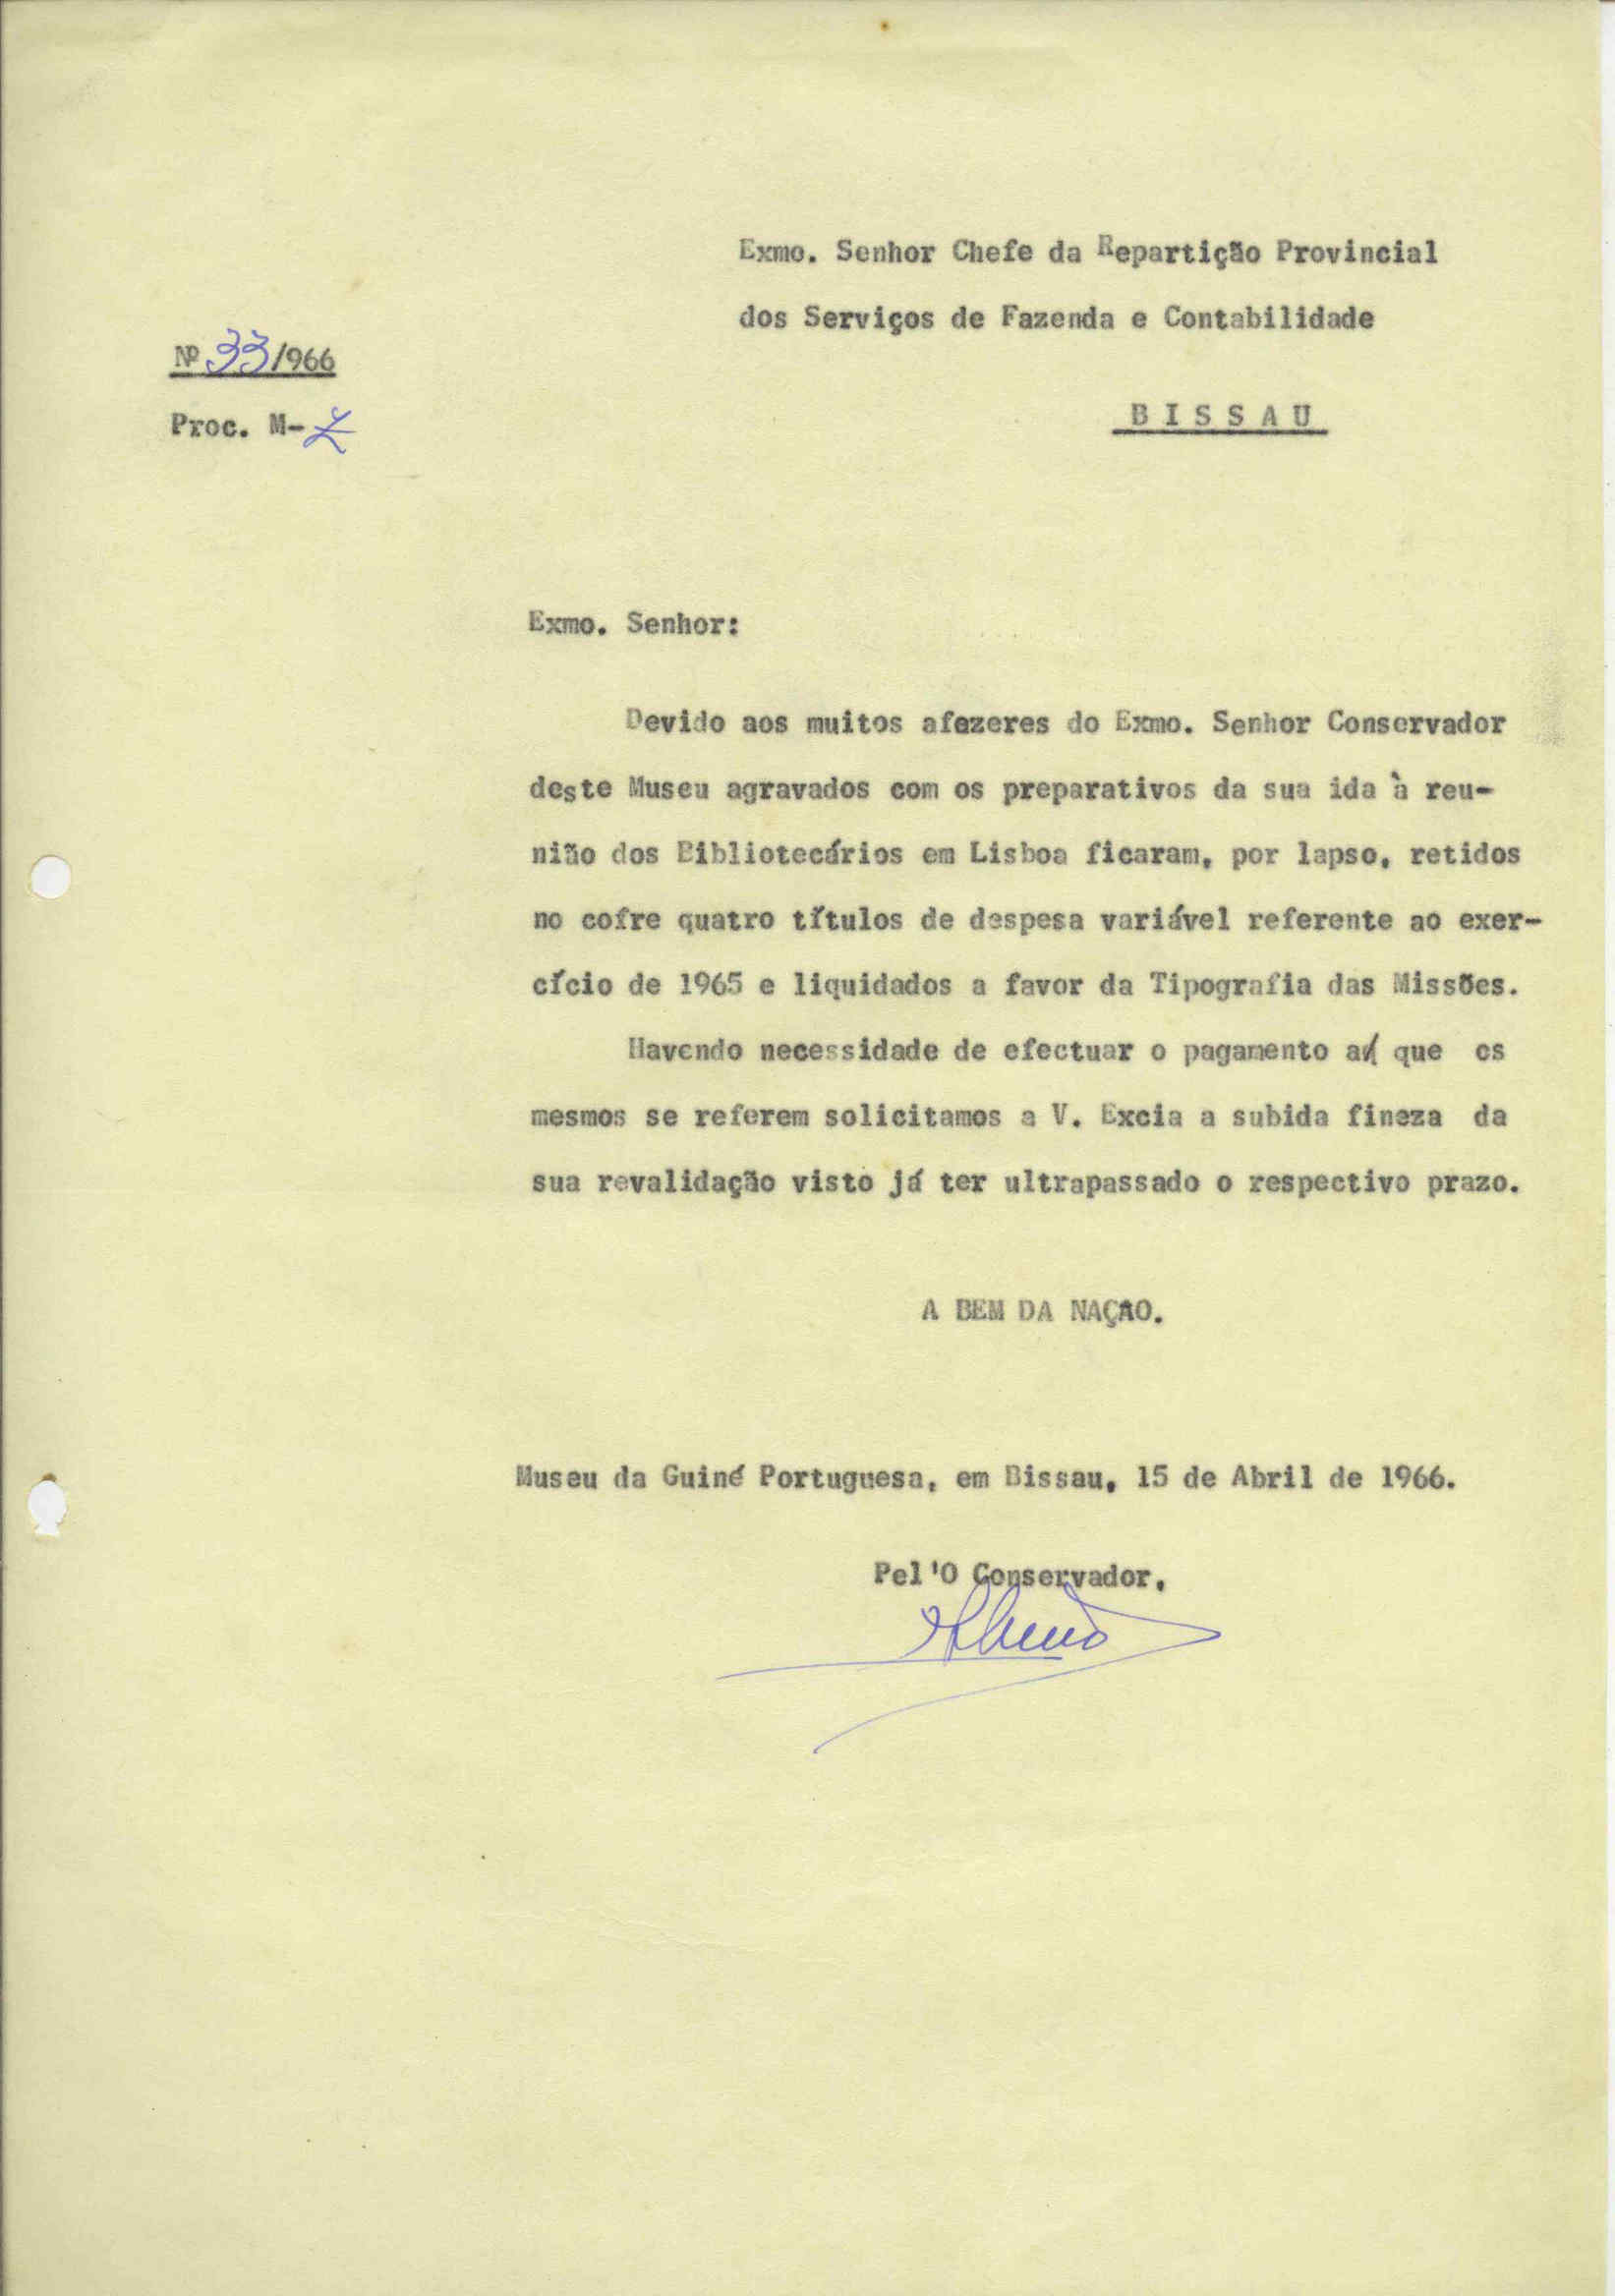 Exmo. Senhor Chefe da Repartição Provincial
dos Serviços de Fazenda e Contabilidade
Nº 33/966
Proc. M-
BISSAU
Exmo. Senhor:
Devido aos muitos afazeres do Exmo. Senhor Conservador
deste Museu agravados com os preparativos da sua ida à reu-
nião dos Bibliotecários em Lisboa ficaram, por lapso, retidos
no cofre quatro títulos de despesa variável referente ao exer-
cício de 1965 e liquidados a favor da Tipografia das Missões.
Havendo necessidade de efectuar o pagamento a que os
mesmos se referem solicitamos a V. Excia a subida fineza da
sua revalidação visto já ter ultrapassado o respectivo prazo.
A BEM DA NAÇAO.
Museu da Guiné Portuguesa, em Bissau, 15 de Abril de 1966.
Pel'O Conservador,